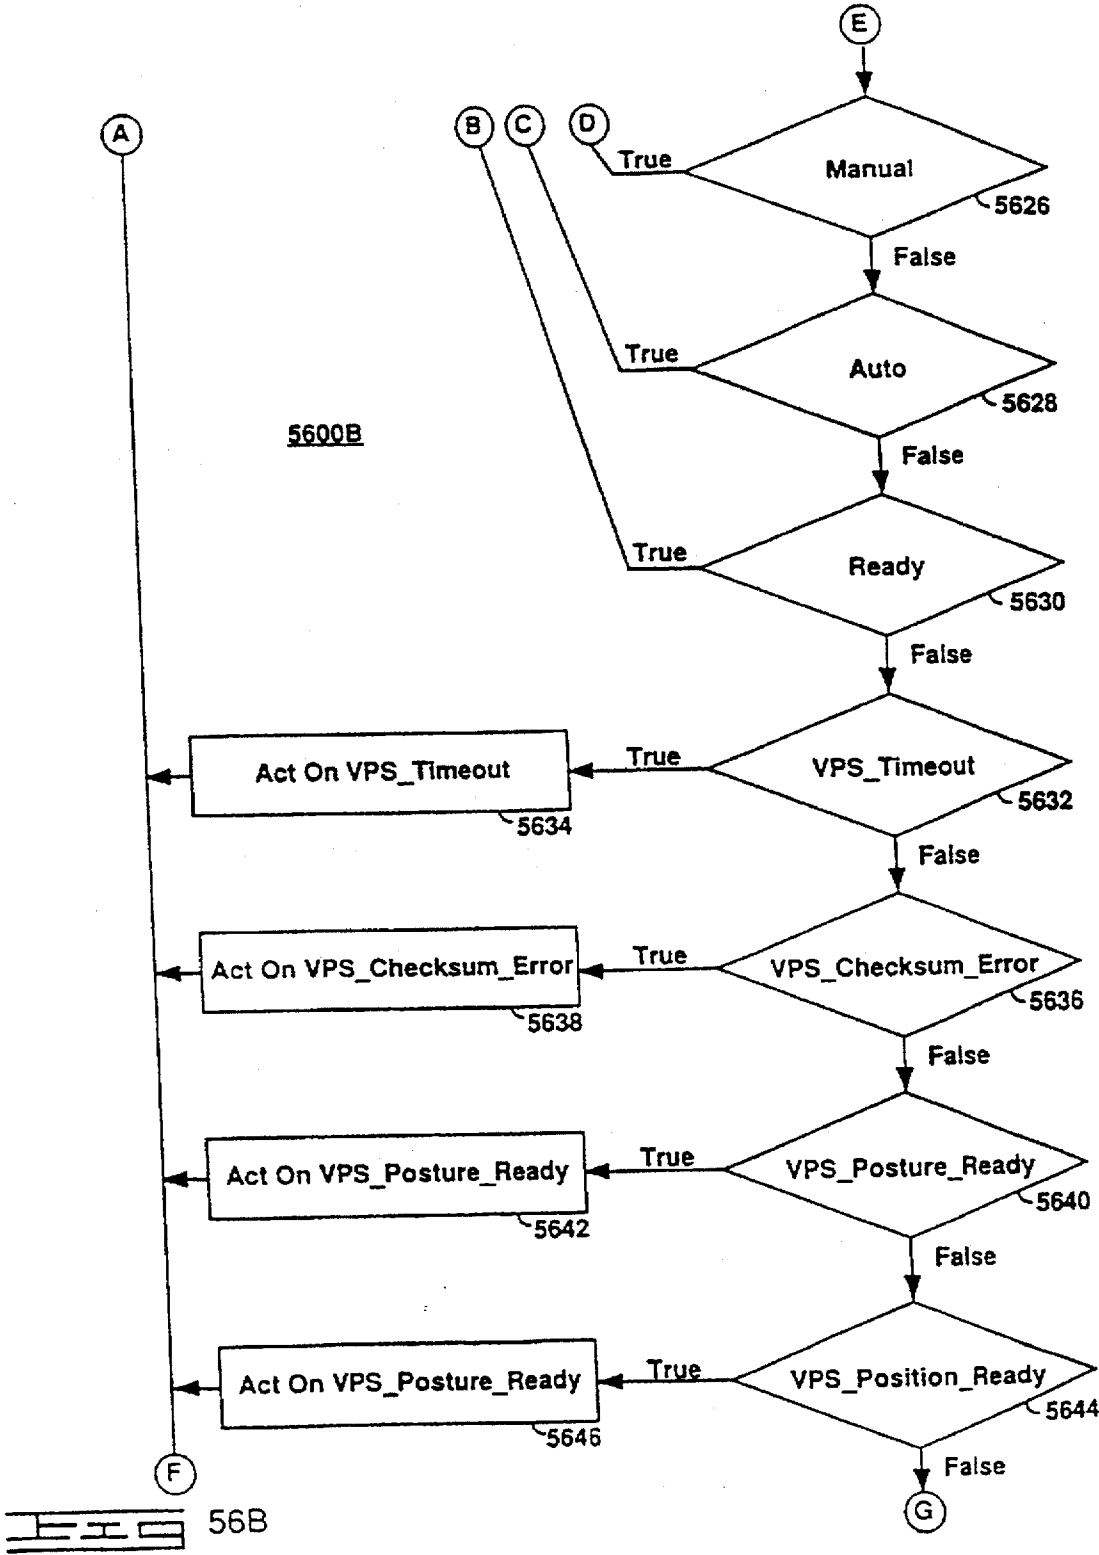 E
A
B
C
D
True
Manual
5626
False
True
Auto
5628
5600B
False
True
Ready
5630
False
Act On VPS_Timeout
True
VPS_Timeout
5632
5634
False
Act On VPS_Checksum_Error
True
VPS_Checksum_Error
5636
5638
False
Act On VPS_Posture_Ready
True
VPS_Posture_Ready
5640
5642
False
Act On VPS_Posture_Ready
True
VPS_Position_Ready
5644
5646
False
F
G
56B